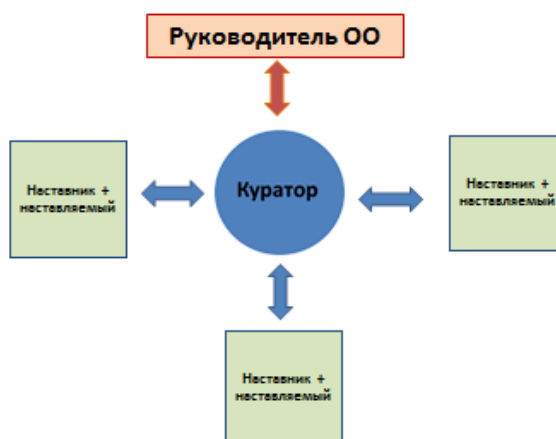 Руководитель ОО
Наставник +
наставляемый
Куратор
Наставник +
наставляемый
Наставник +
наставляемый